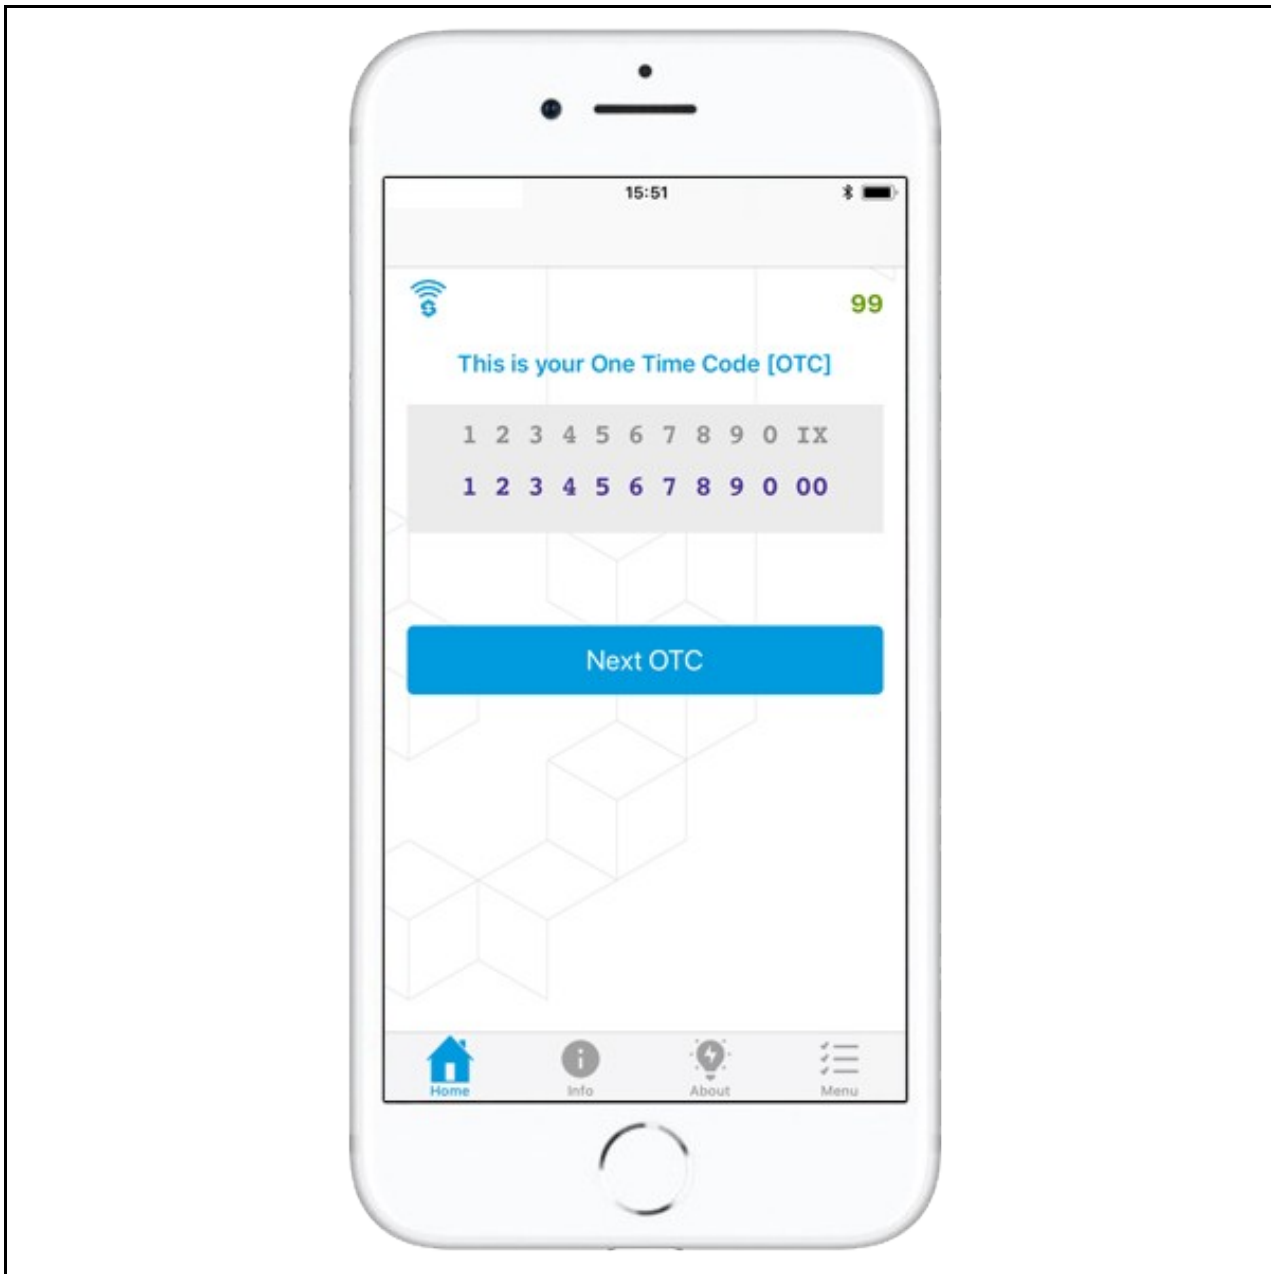 15:51
99
This is your One Time Code [OTC]
1 2 3 4 5 6 7 8 9 0 IX
1 2 3 4 5 6 7 8 9 0 00
Next OTC
Home Info About Menu